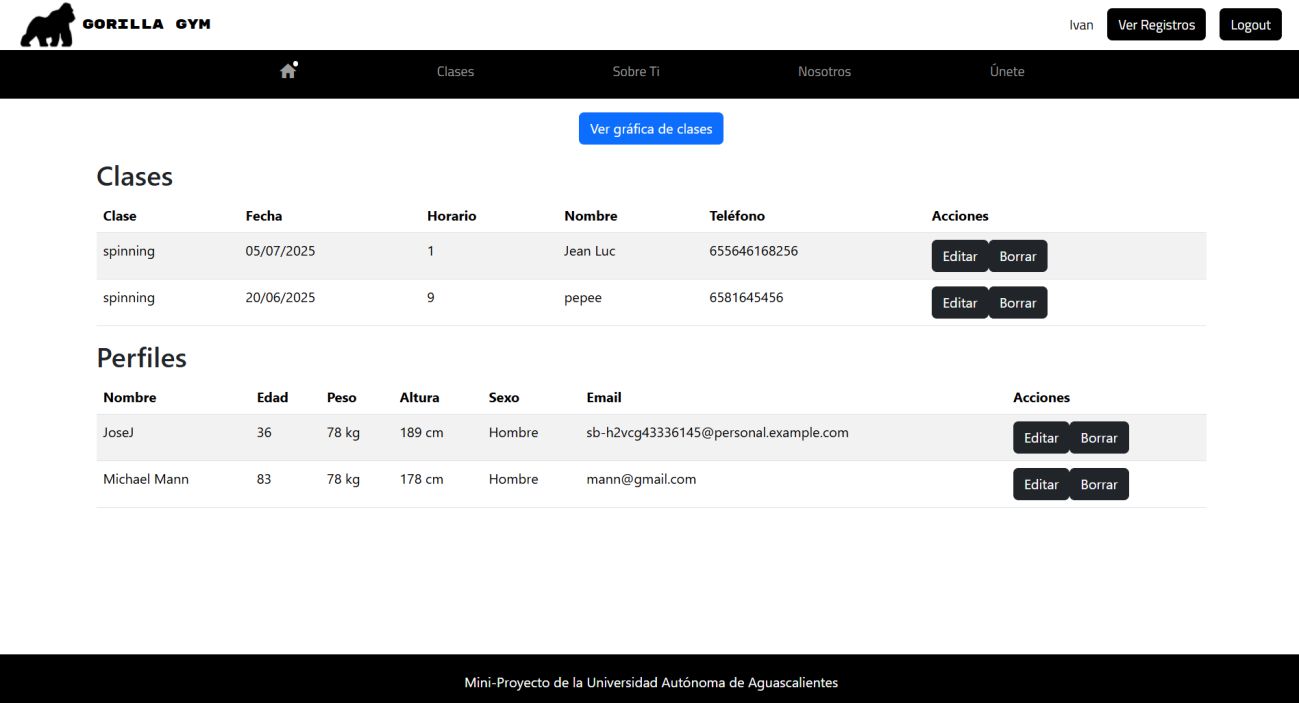 GORILLA GYM Ivan Ver Registros Logout
Clases Sobre Ti Nosotros Únete
Ver gráfica de clases
Clases
Clase Fecha Horario Nombre Teléfono Acciones
spinning 05/07/2025 1 Jean Luc 655646168256 Editar Borrar
spinning 20/06/2025 9 pepee 6581645456 Editar Borrar
Perfiles
Nombre Edad Peso Altura Sexo Email Acciones
JoseJ 36 78 kg 189 cm Hombre sb-h2vcg43336145@personal.example.com Editar Borrar
Michael Mann 83 78 kg 178 cm Hombre mann@gmail.com Editar Borrar
Mini-Proyecto de la Universidad Autónoma de Aguascalientes